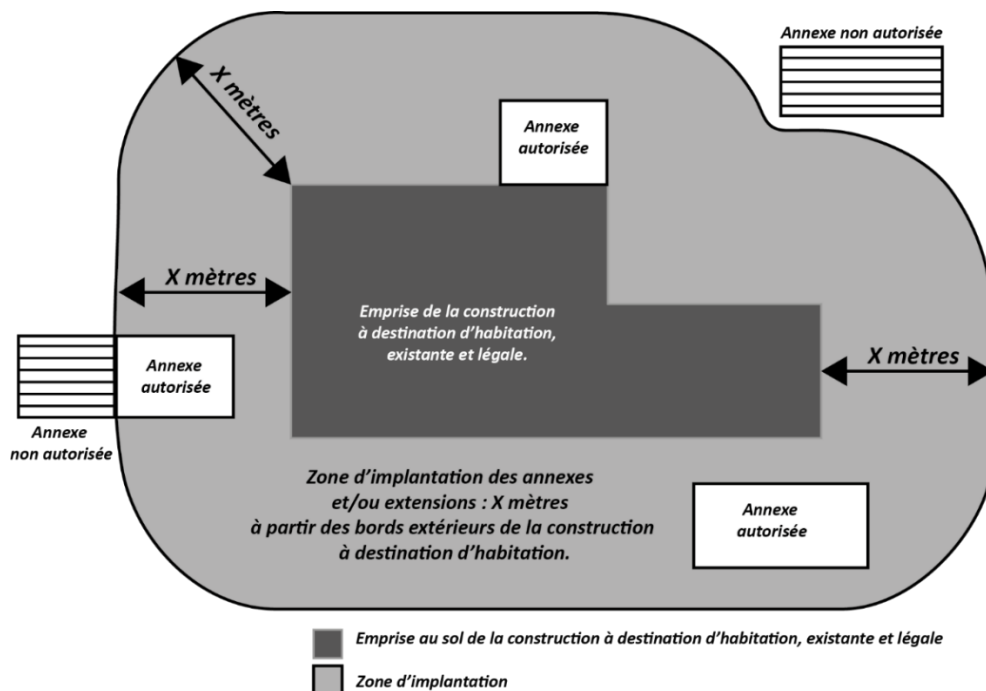 Annexe non autorisée
X mètres
Annexe
autorisée
X mètres
Emprise de la construction
à destination d'habitation,
existante et légale.
X mètres
Annexe
autorisée
Annexe
non autorisée
Zone d'implantation des annexes
et/ou extensions : X mètres
à partir des bords extérieurs de la construction
à destination d'habitation.
Annexe
autorisée
Emprise au sol de la construction à destination d'habitation, existante et légale
Zone d'implantation